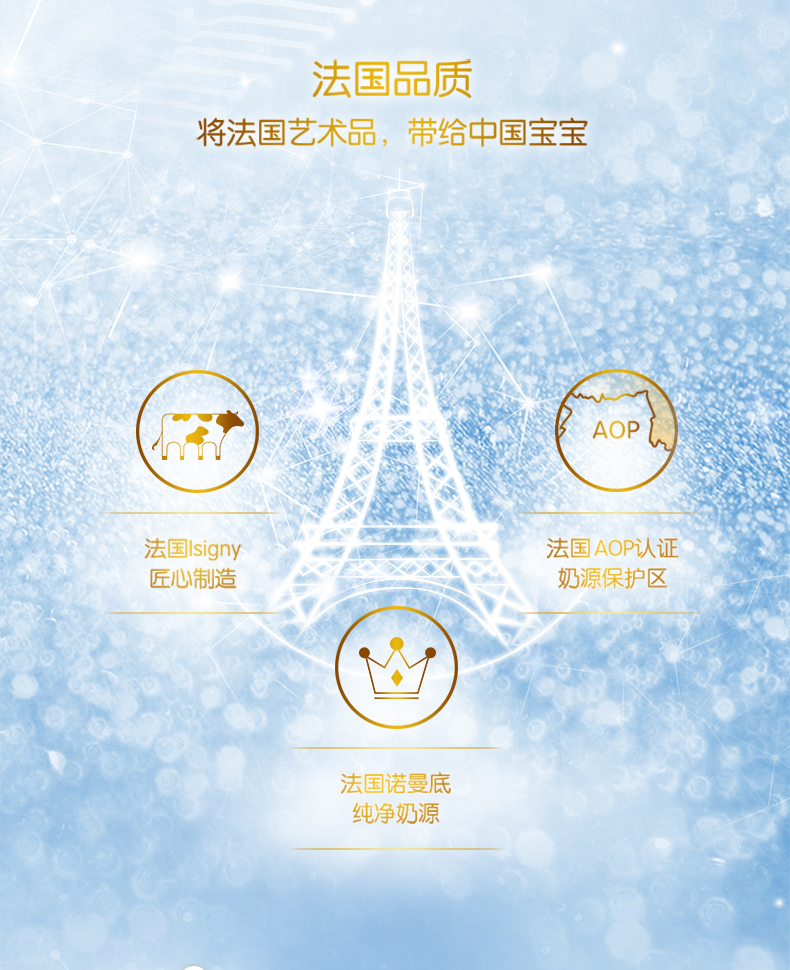 法国品质
将法国艺术品，带给中国宝宝
AOP
法国Isigny
匠心制造
法国AOP认证
奶源保护区
法国诺曼底
纯净奶源